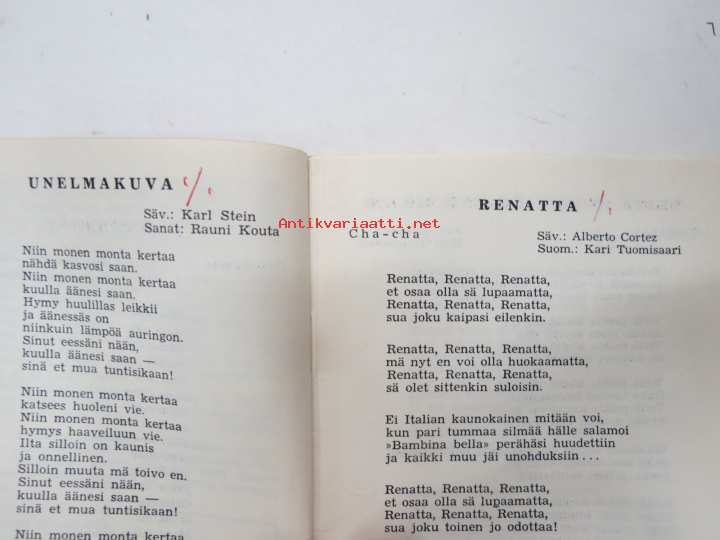 UNELMAKUVA
Säv.: Karl Stein
Sanat: Rauni Kouta
Niin monen monta kertaa
nähdä kasvosi saan.
Niin monen monta kertaa
kuulla äänesi saan.
Hymy huulillas leikkii
ja äänessäs on
niinkuin lämpöä auringon.
Sinut eessäni nään,
kuulla äänesi saan —
sinä et mua tuntisikaan!
Niin monen monta kertaa
katsees huoleni vie.
Niin monen monta kertaa
hymys haaveiluun vie.
Ilta silloin on kaunis
ja onnellinen.
Silloin muuta mä toivo en.
Sinut eessäni nään,
kuulla äänesi saan —
sinä et mua tuntisikaan!
Niin monen monta kertaa
Antikvariaatti.net
RENATTA
Cha-cha
Säv.: Alberto Cortez
Suom.: Kari Tuomisaari
Renatta, Renatta, Renatta,
et osaa olla sä lupaamatta,
Renatta, Renatta, Renatta,
sua joku kaipasi eilenkin.
Renatta, Renatta, Renatta,
mä nyt en voi olla huokaamatta,
Renatta, Renatta, Renatta,
sä olet sittenkin suloisin.
Ei Italian kaunokainen mitään voi,
kun pari tummaa silmää hälle salamoi
»Bambina bella» perähäsi huudettiin
ja kaikki muu jäi unohduksiin...
Renatta, Renatta, Renatta,
et osaa olla sä lupaamatta,
Renatta, Renatta, Renatta,
sua joku toinen jo odottaa!